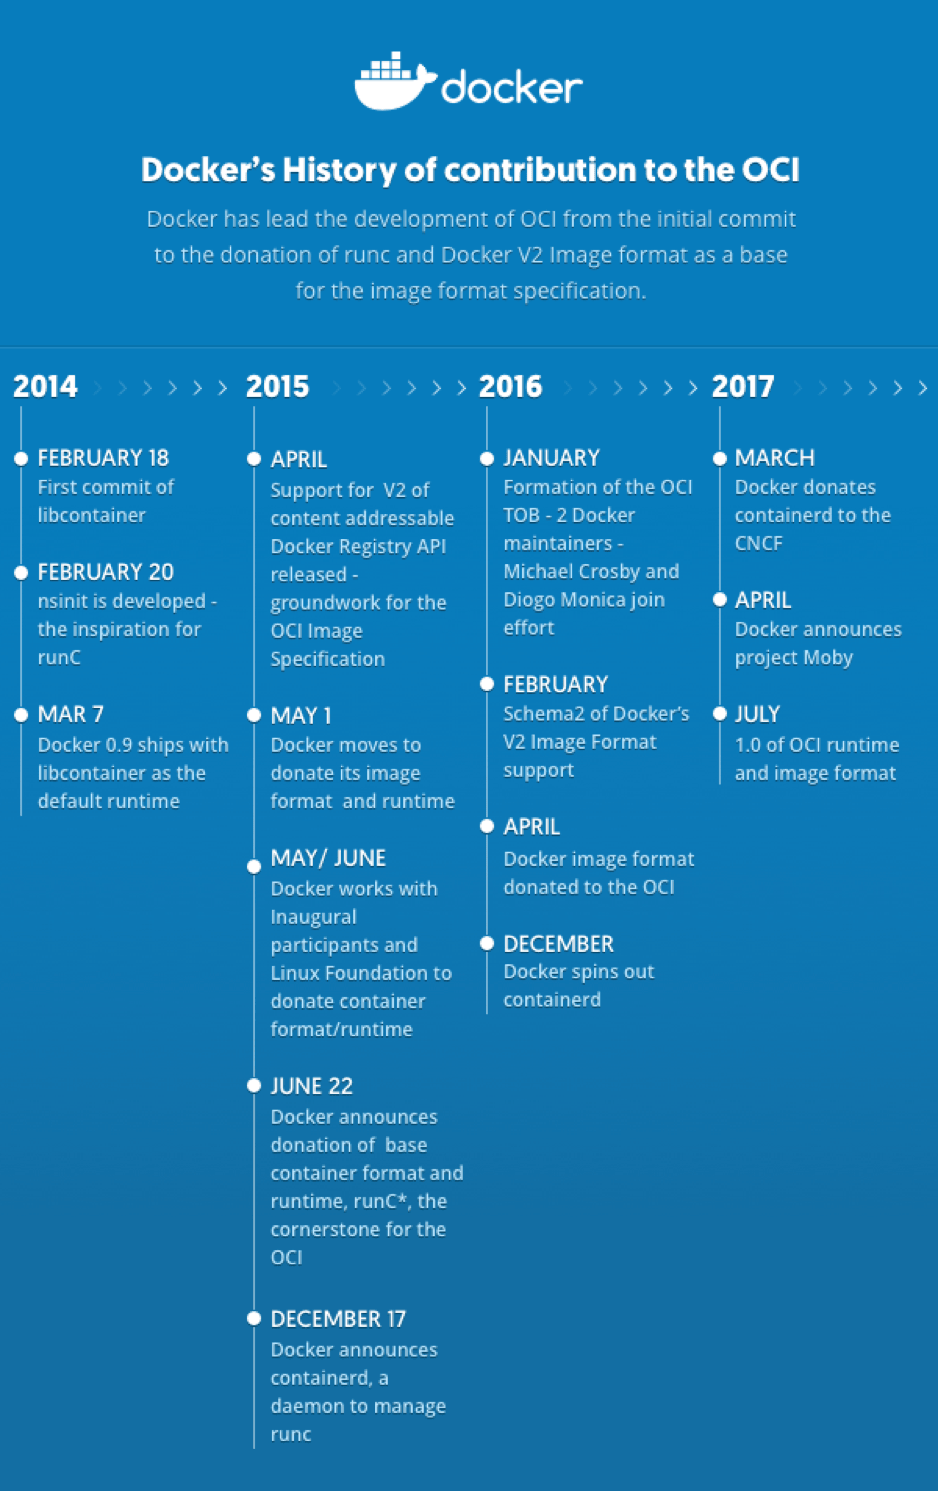 docker
Docker's History of contribution to the OCI
Docker has lead the development of OCI from the initial commit
to the donation of runc and Docker V2 Image format as a base
for the image format specification.
2014
FEBRUARY 18
First commit of
libcontainer
FEBRUARY 20
nsinit is developed -
the inspiration for
runC
MAR 7
Docker 0.9 ships with
libcontainer as the
default runtime
2015
APRIL
Support for V2 of
content addressable
Docker Registry API
released -
groundwork for the
OCI Image
Specification
MAY 1
Docker moves to
donate its image
format and runtime
MAY/ JUNE
Docker works with
Inaugural
participants and
Linux Foundation to
donate container
format/runtime
JUNE 22
Docker announces
donation of base
container format and
runtime, runC*, the
cornerstone for the
OCI
DECEMBER 17
Docker announces
containerd, a
daemon to manage
runc
2016
JANUARY
Formation of the OCI
TOB - 2 Docker
maintainers -
Michael Crosby and
Diogo Monica join
effort
FEBRUARY
Schema2 of Docker's
V2 Image Format
support
APRIL
Docker image format
donated to the OCI
DECEMBER
Docker spins out
containerd
2017
MARCH
Docker donates
containerd to the
CNCF
APRIL
Docker announces
project Moby
JULY
1.0 of OCI runtime
and image format